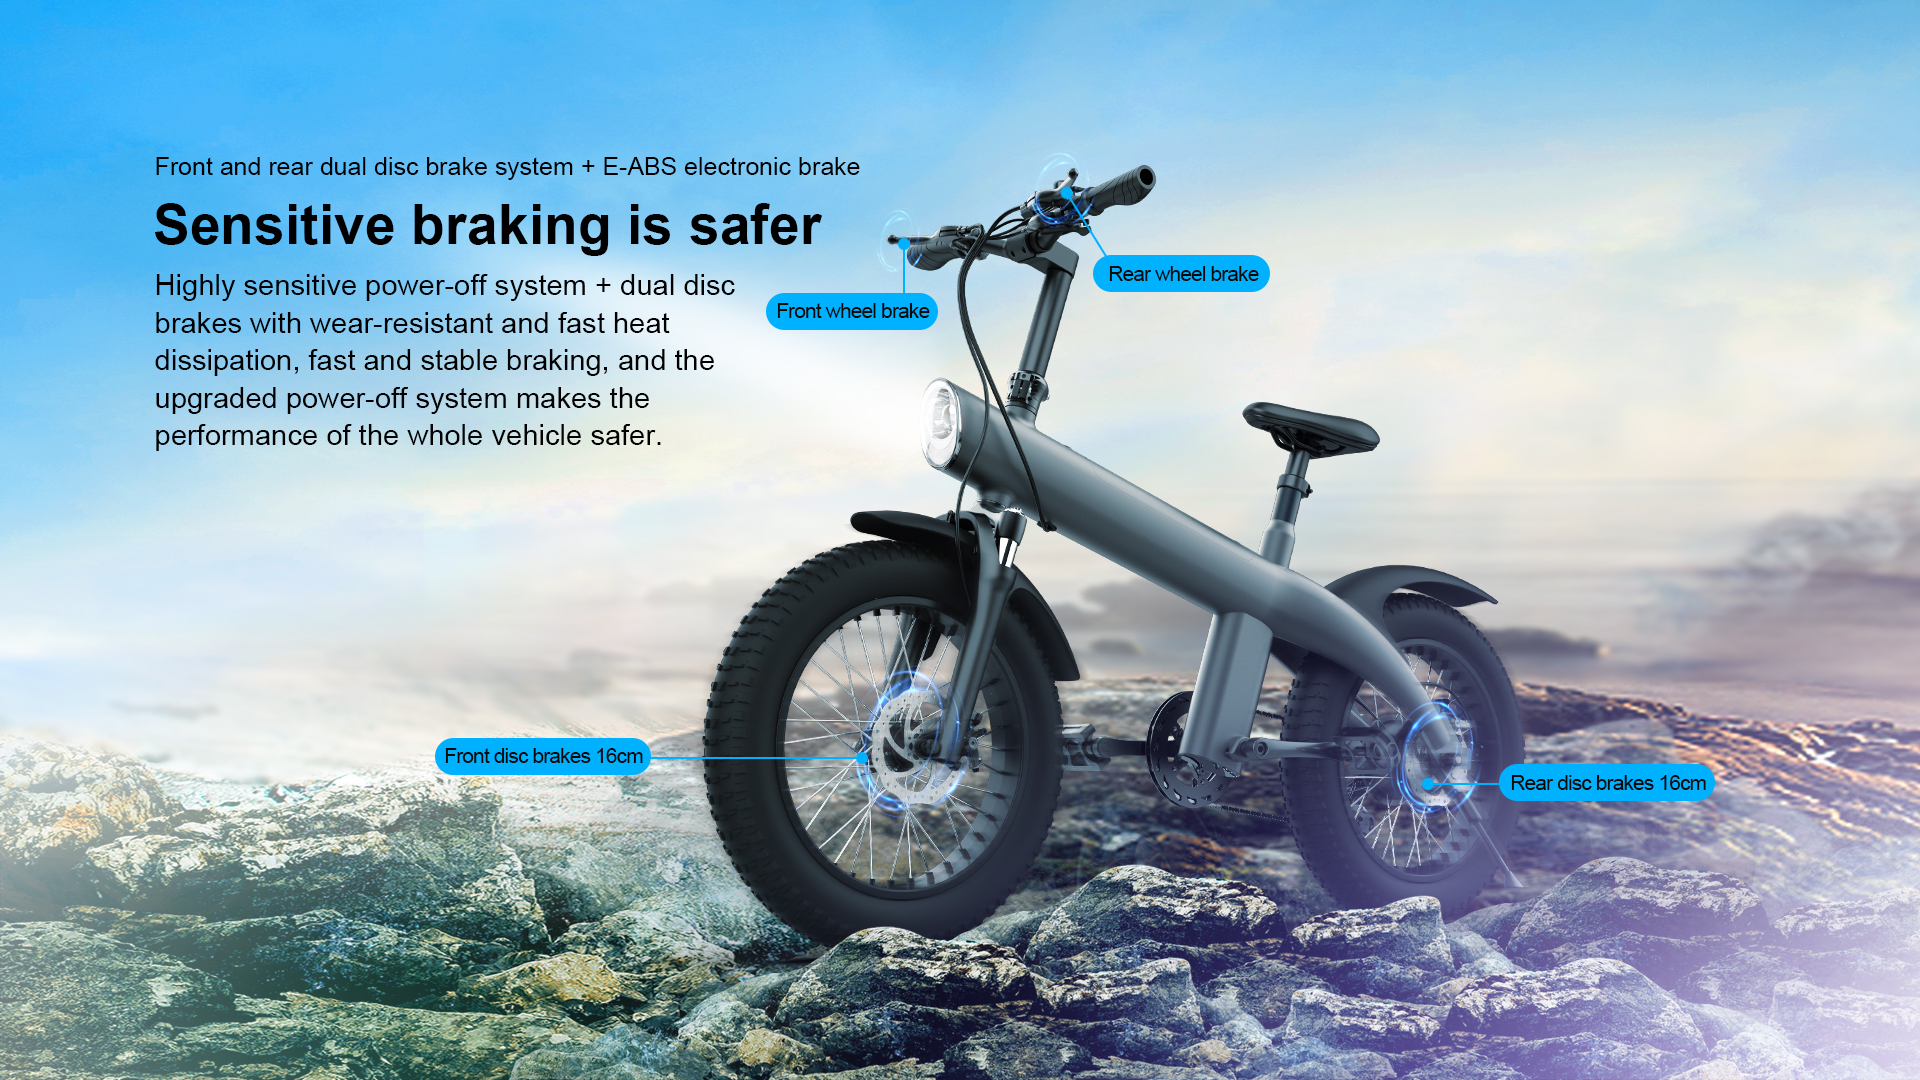 Front and rear dual disc brake system + E-ABS electronic brake
Sensitive braking is safer
Highly sensitive power-off system + dual disc
brakes with wear-resistant and fast heat
dissipation, fast and stable braking, and the
upgraded power-off system makes the
performance of the whole vehicle safer.
Rear wheel brake
Front wheel brake
Front disc brakes 16cm
Rear disc brakes 16cm